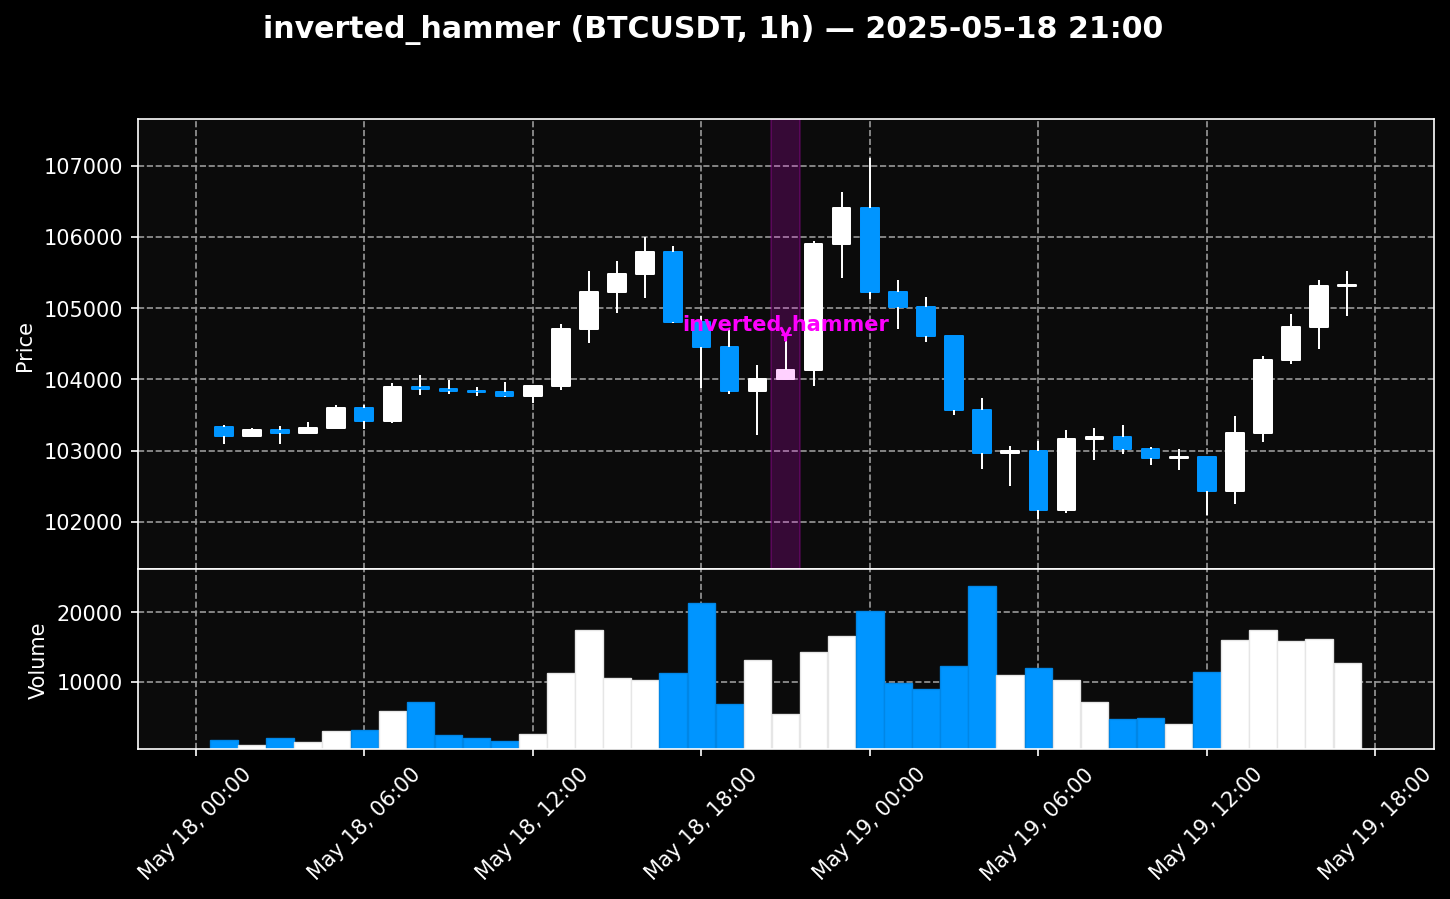 inverted_hammer (BTCUSDT, 1h) — 2025-05-18 21:00
Price
107000
106000
105000
104000
103000
102000
inverted_hammer
Volume
20000
10000
May 18, 00:00
May 18, 06:00
May 18, 12:00
May 18, 18:00
May 19, 00:00
May 19, 06:00
May 19, 12:00
May 19, 18:00